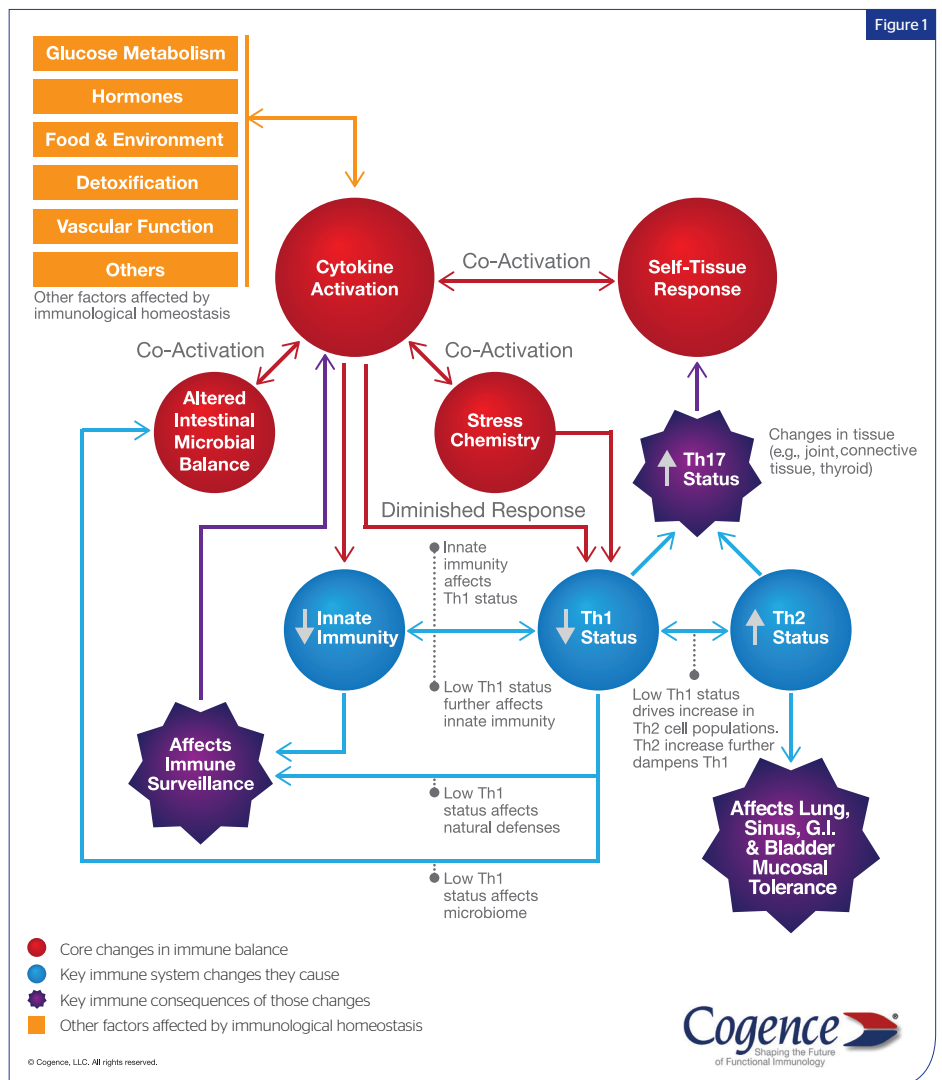 Figure 1
Glucose Metabolism
Hormones
Food & Environment
Detoxification
Vascular Function
Others
Other factors affected by
immunological homeostasis
Cytokine
Activation
Co-Activation
Self-Tissue
Response
Co-Activation
Co-Activation
Altered
Intestinal
Microbial
Balance
Stress
Chemistry
Th17
Status
Changes in tissue
(e.g., joint, connective
tissue, thyroid)
Diminished Response
Innate
immunity
affects
Th1 status
Innate
Immunity
Th1
Status
Th2
Status
Low Th1 status
further affects
innate immunity
Low Th1 status
drives increase in
Th2 cell populations.
Th2 increase further
dampens Th1
Affects
Immune
Surveillance
Low Th1
status affects
natural defenses
Affects Lung,
Sinus, G.I.
& Bladder
Mucosal
Tolerance
Low Th1
status affects
microbiome
Core changes in immune balance
Key immune system changes they cause
Key immune consequences of those changes
Other factors affected by immunological homeostasis
Cogence®
Shaping the Future
of Functional Immunology
© Cogence, LLC. All rights reserved.